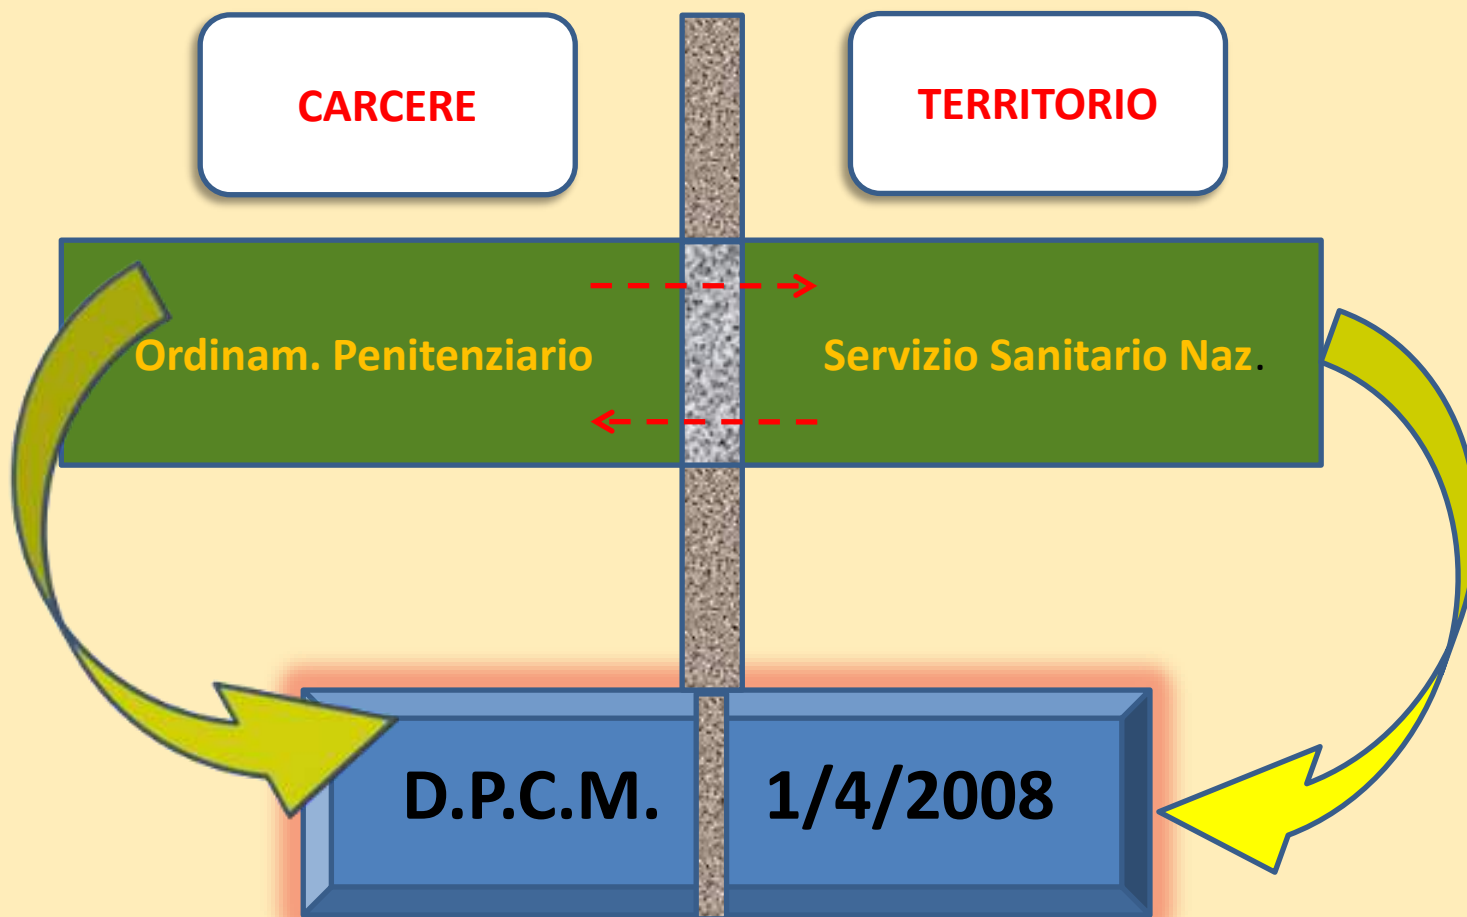 CARCERE
TERRITORIO
Ordinam. Penitenziario
Servizio Sanitario Naz.
D.P.C.M. 1/4/2008